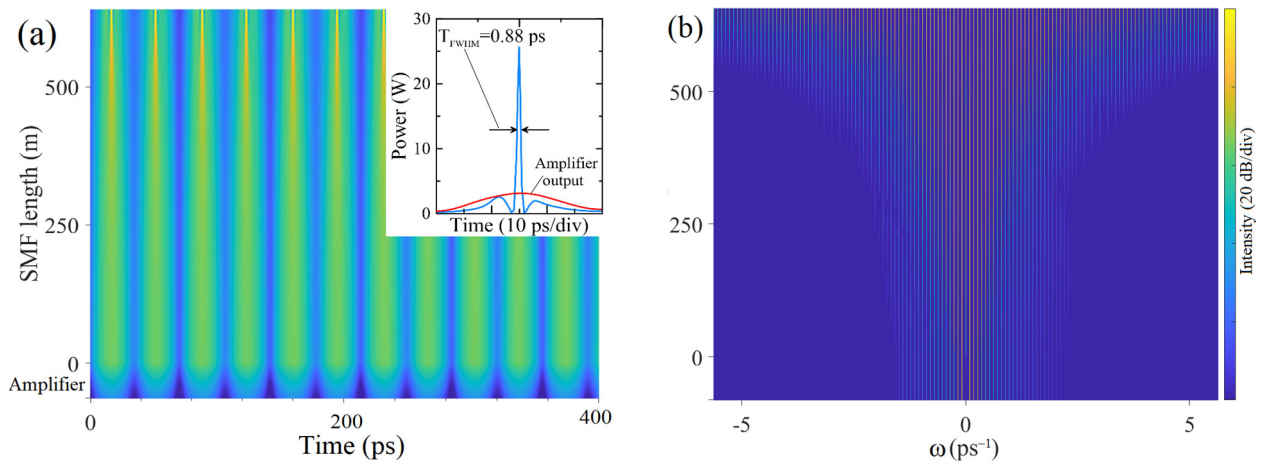 (a)
SMF length (m)
500
250
0
Amplifier
0
200
400
Time (ps)
30
20
10
0
Power (W)
T_FWHM=0.88 ps
Amplifier
output
Time (10 ps/div)
(b)
500
250
0
-5
0
5
ω (ps⁻¹)
Intensity (20 dB/div)